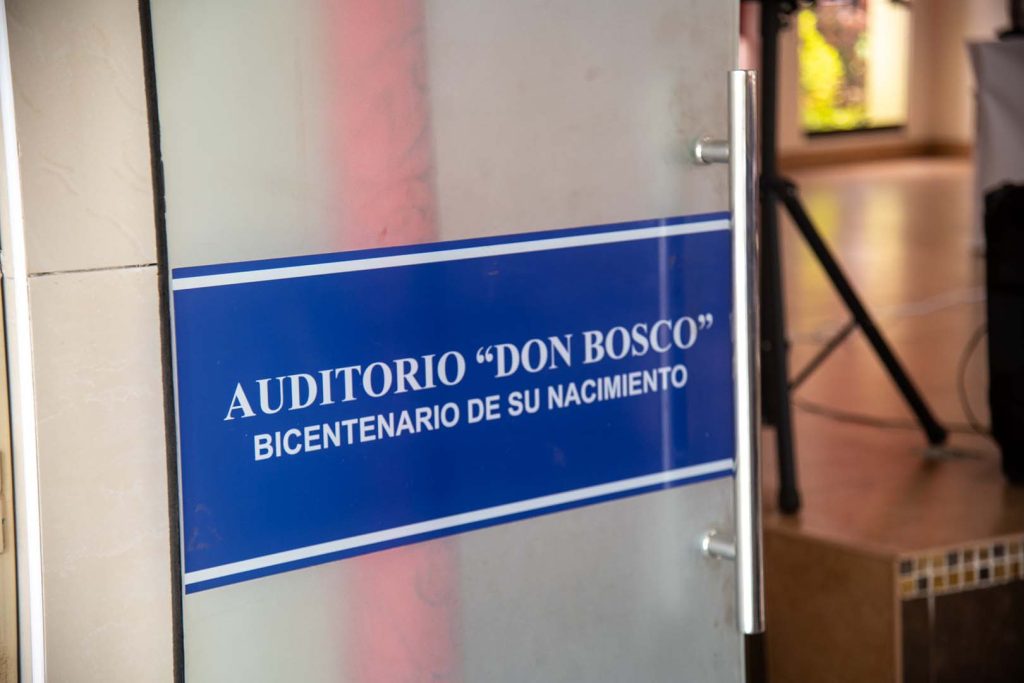 AUDITORIO “DON BOSCO”
BICENTENARIO DE SU NACIMIENTO